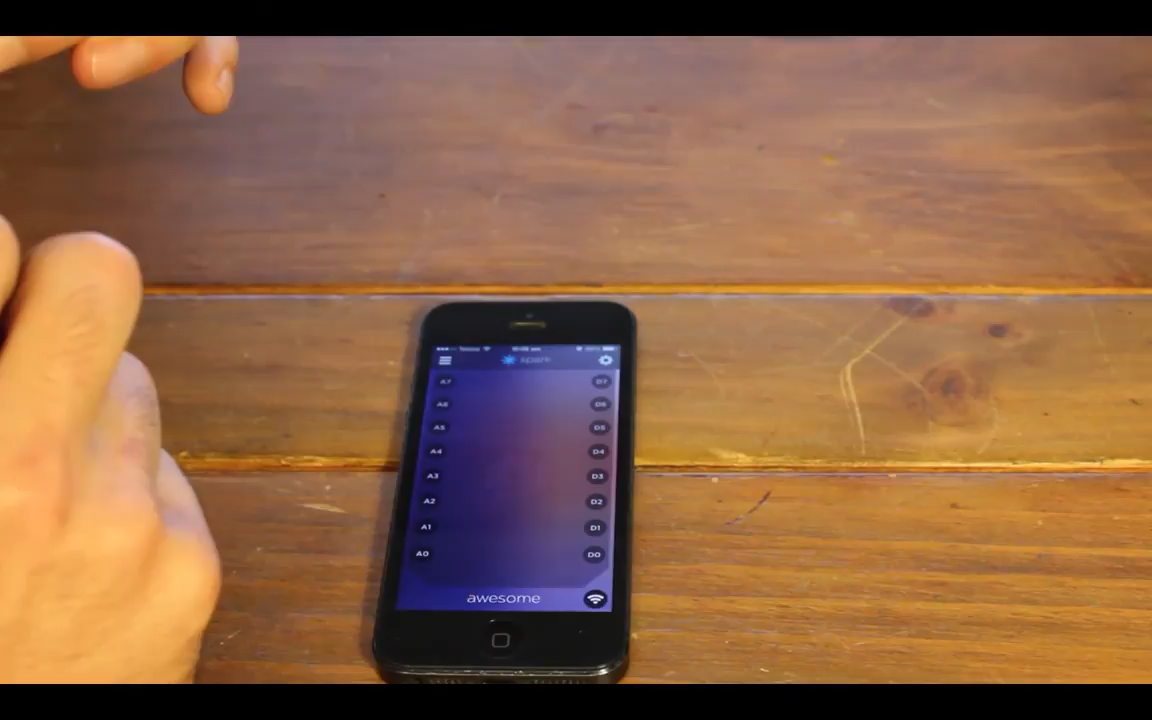 spark
A7 D7
A6 D6
A5 D5
A4 D4
A3 D3
A2 D2
A1 D1
A0 D0
awesome